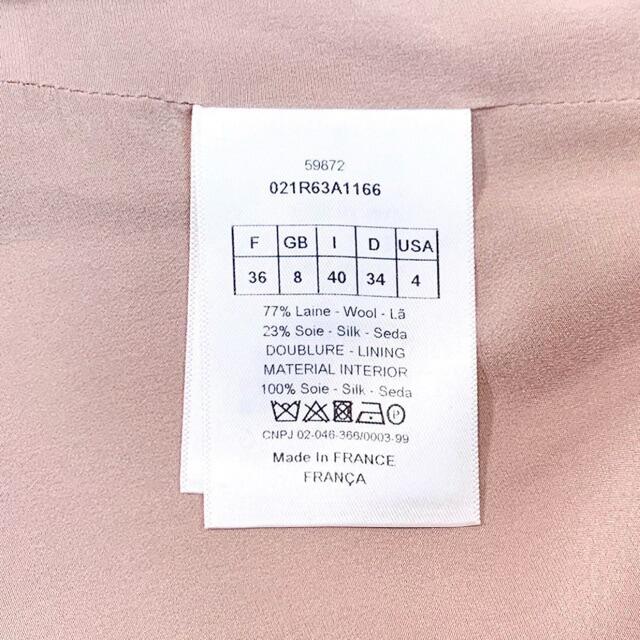 59872
021R63A1166
F GB I D USA
36 8 40 34 4
77% Laine - Wool - Lã
23% Soie - Silk - Seda
DOUBLURE - LINING
MATERIAL INTERIOR
100% Soie - Silk - Seda
P
CNPJ 02-046-366/0003-99
Made In FRANCE
FRANÇA